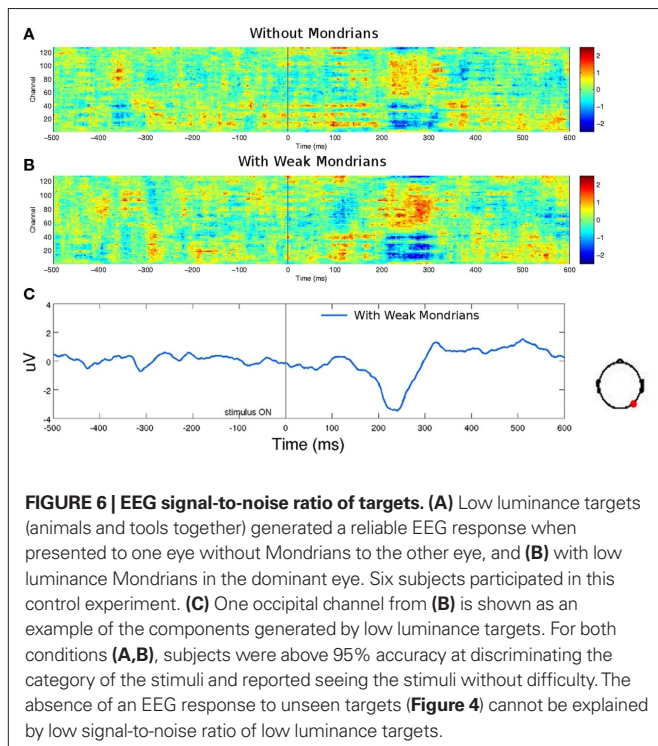 A
Without Mondrians
120
100
80
60
40
20
Channel
-500 -400 -300 -200 -100 0 100 200 300 400 500 600
Time (ms)
2
1
0
-1
-2
B
With Weak Mondrians
120
100
80
60
40
20
Channel
-500 -400 -300 -200 -100 0 100 200 300 400 500 600
Time (ms)
2
1
0
-1
-2
C
4
2
0
-2
-4
uV
With Weak Mondrians
stimulus ON
-500 -400 -300 -200 -100 0 100 200 300 400 500 600
Time (ms)
FIGURE 6 | EEG signal-to-noise ratio of targets. (A) Low luminance targets
(animals and tools together) generated a reliable EEG response when
presented to one eye without Mondrians to the other eye, and (B) with low
luminance Mondrians in the dominant eye. Six subjects participated in this
control experiment. (C) One occipital channel from (B) is shown as an
example of the components generated by low luminance targets. For both
conditions (A,B), subjects were above 95% accuracy at discriminating the
category of the stimuli and reported seeing the stimuli without difficulty. The
absence of an EEG response to unseen targets (Figure 4) cannot be explained
by low signal-to-noise ratio of low luminance targets.